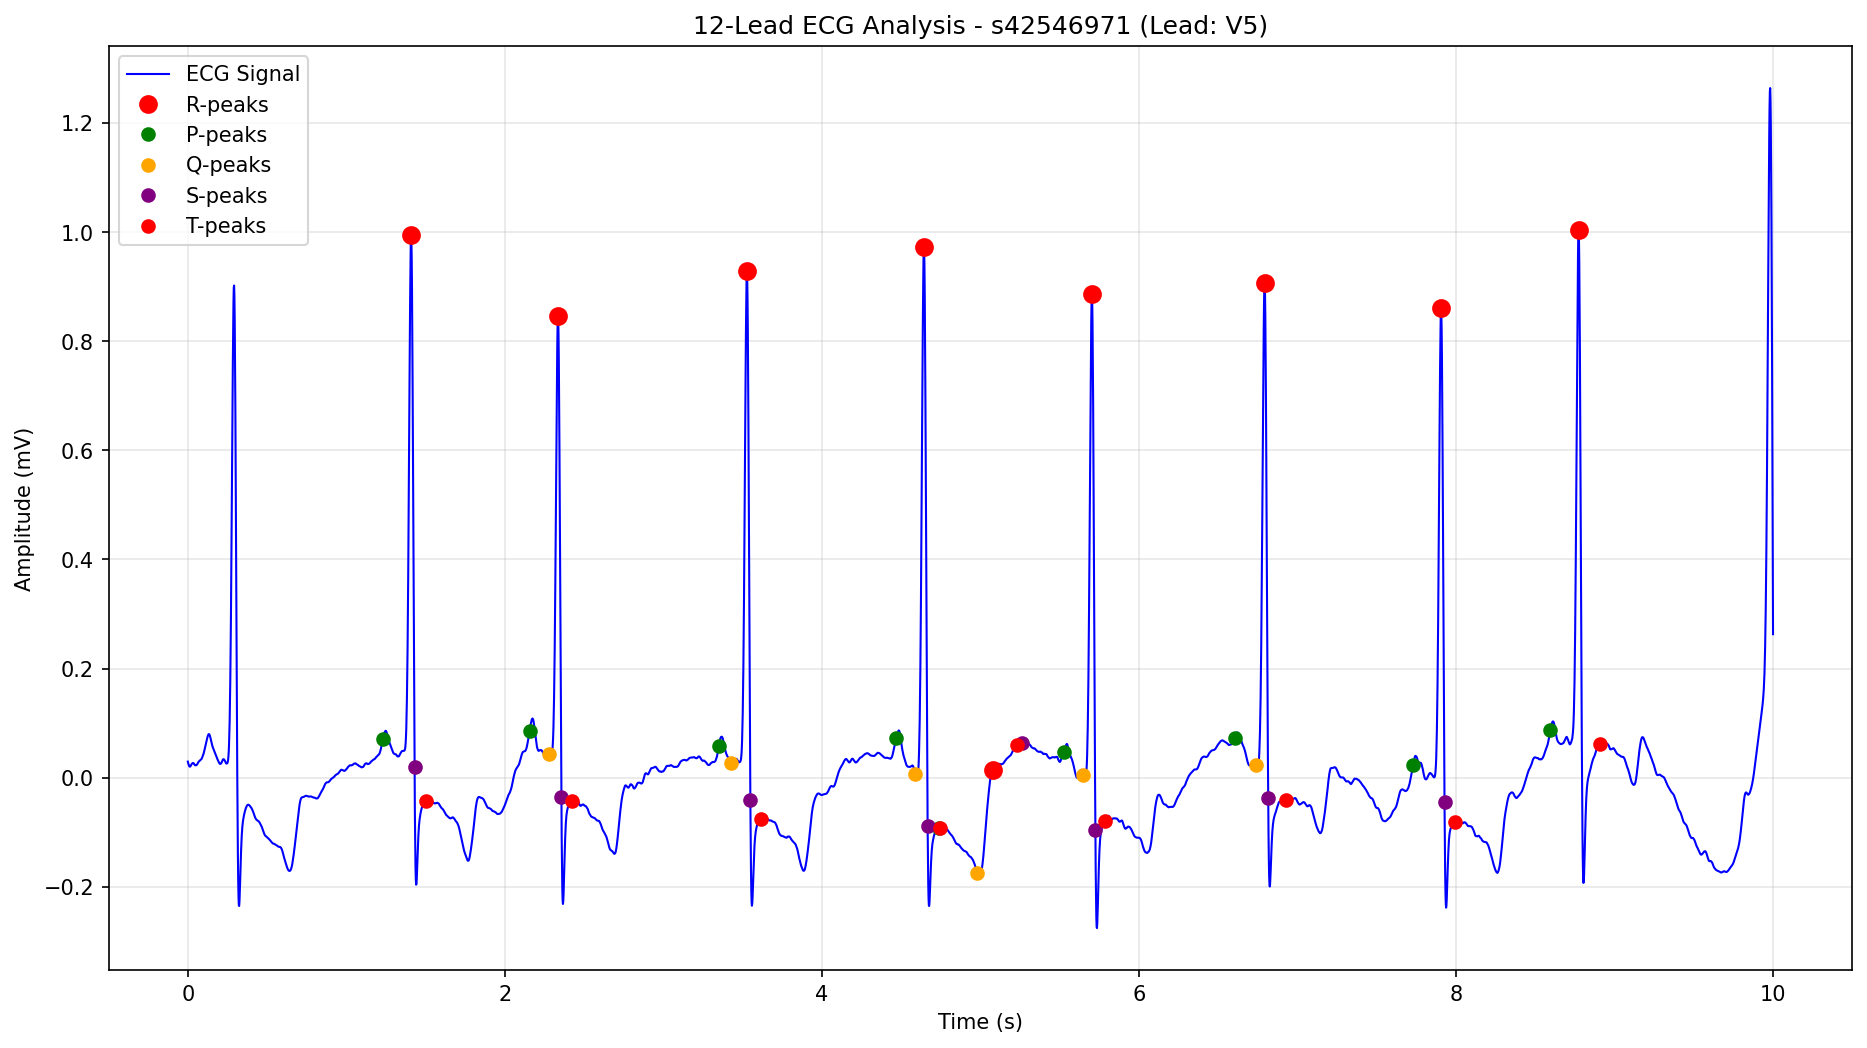 12-Lead ECG Analysis - s42546971 (Lead: V5)
ECG Signal
R-peaks
P-peaks
Q-peaks
S-peaks
T-peaks
Amplitude (mV)
1.2
1.0
0.8
0.6
0.4
0.2
0.0
−0.2
0 2 4 6 8 10
Time (s)